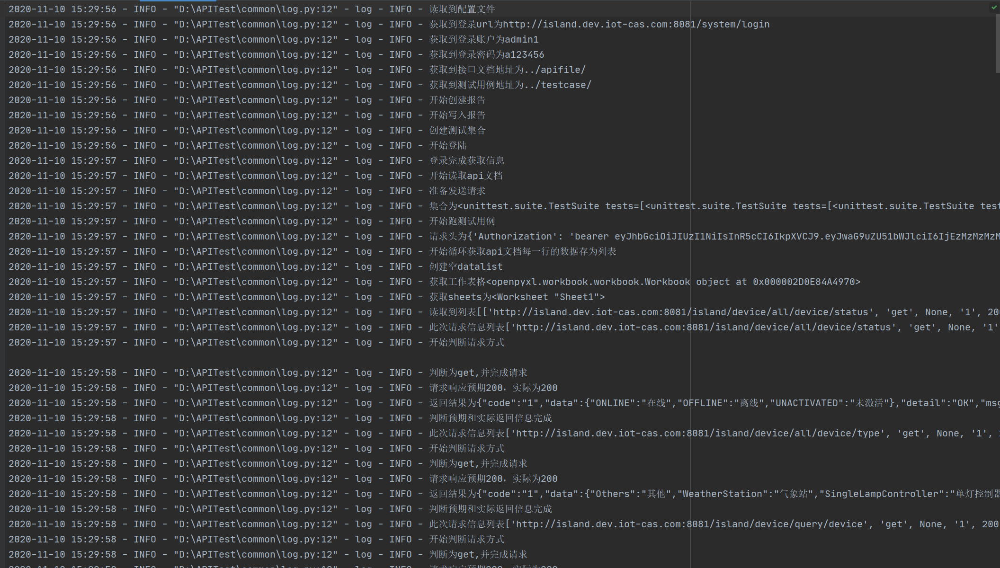 2020-11-10 15:29:56 - INFO - "D:\APITest\common\log.py:12" - log - INFO - 读取到配置文件
2020-11-10 15:29:56 - INFO - "D:\APITest\common\log.py:12" - log - INFO - 获取到登录url为http://island.dev.iot-cas.com:8081/system/login
2020-11-10 15:29:56 - INFO - "D:\APITest\common\log.py:12" - log - INFO - 获取到登录账户为admin1
2020-11-10 15:29:56 - INFO - "D:\APITest\common\log.py:12" - log - INFO - 获取到登录密码为a123456
2020-11-10 15:29:56 - INFO - "D:\APITest\common\log.py:12" - log - INFO - 获取到接口文档地址为../apifile/
2020-11-10 15:29:56 - INFO - "D:\APITest\common\log.py:12" - log - INFO - 获取到测试用例地址为../testcase/
2020-11-10 15:29:56 - INFO - "D:\APITest\common\log.py:12" - log - INFO - 开始创建报告
2020-11-10 15:29:56 - INFO - "D:\APITest\common\log.py:12" - log - INFO - 开始写入报告
2020-11-10 15:29:56 - INFO - "D:\APITest\common\log.py:12" - log - INFO - 创建测试集合
2020-11-10 15:29:56 - INFO - "D:\APITest\common\log.py:12" - log - INFO - 开始登陆
2020-11-10 15:29:57 - INFO - "D:\APITest\common\log.py:12" - log - INFO - 登录完成获取信息
2020-11-10 15:29:57 - INFO - "D:\APITest\common\log.py:12" - log - INFO - 开始读取api文档
2020-11-10 15:29:57 - INFO - "D:\APITest\common\log.py:12" - log - INFO - 准备发送请求
2020-11-10 15:29:57 - INFO - "D:\APITest\common\log.py:12" - log - INFO - 集合为<unittest.suite.TestSuite tests=[<unittest.suite.TestSuite tests=[<unittest.suite.TestSuite test
2020-11-10 15:29:57 - INFO - "D:\APITest\common\log.py:12" - log - INFO - 开始跑测试用例
2020-11-10 15:29:57 - INFO - "D:\APITest\common\log.py:12" - log - INFO - 请求头为{'Authorization': 'bearer eyJhbGciOiJIUzI1NiIsInR5cCI6IkpXVCJ9.eyJwaG9uZU51bWJlciI6IjEzMzMzMzM
2020-11-10 15:29:57 - INFO - "D:\APITest\common\log.py:12" - log - INFO - 开始循环获取api文档每一行的数据存为列表
2020-11-10 15:29:57 - INFO - "D:\APITest\common\log.py:12" - log - INFO - 创建空datalist
2020-11-10 15:29:57 - INFO - "D:\APITest\common\log.py:12" - log - INFO - 获取工作表格<openpyxl.workbook.workbook.Workbook object at 0x000002D0E84A4970>
2020-11-10 15:29:57 - INFO - "D:\APITest\common\log.py:12" - log - INFO - 获取sheets为<Worksheet "Sheet1">
2020-11-10 15:29:57 - INFO - "D:\APITest\common\log.py:12" - log - INFO - 读取到列表[['http://island.dev.iot-cas.com:8081/island/device/all/device/status', 'get', None, '1', 200
2020-11-10 15:29:57 - INFO - "D:\APITest\common\log.py:12" - log - INFO - 此次请求信息列表['http://island.dev.iot-cas.com:8081/island/device/all/device/status', 'get', None, '1'
2020-11-10 15:29:57 - INFO - "D:\APITest\common\log.py:12" - log - INFO - 开始判断请求方式
2020-11-10 15:29:58 - INFO - "D:\APITest\common\log.py:12" - log - INFO - 判断为get,并完成请求
2020-11-10 15:29:58 - INFO - "D:\APITest\common\log.py:12" - log - INFO - 请求响应预期200，实际为200
2020-11-10 15:29:58 - INFO - "D:\APITest\common\log.py:12" - log - INFO - 返回结果为{"code":"1","data":{"ONLINE":"在线","OFFLINE":"离线","UNACTIVATED":"未激活"},"detail":"OK","msg
2020-11-10 15:29:58 - INFO - "D:\APITest\common\log.py:12" - log - INFO - 判断预期和实际返回信息完成
2020-11-10 15:29:58 - INFO - "D:\APITest\common\log.py:12" - log - INFO - 此次请求信息列表['http://island.dev.iot-cas.com:8081/island/device/all/device/type', 'get', None, '1',
2020-11-10 15:29:58 - INFO - "D:\APITest\common\log.py:12" - log - INFO - 开始判断请求方式
2020-11-10 15:29:58 - INFO - "D:\APITest\common\log.py:12" - log - INFO - 判断为get,并完成请求
2020-11-10 15:29:58 - INFO - "D:\APITest\common\log.py:12" - log - INFO - 请求响应预期200，实际为200
2020-11-10 15:29:58 - INFO - "D:\APITest\common\log.py:12" - log - INFO - 返回结果为{"code":"1","data":{"Others":"其他","WeatherStation":"气象站","SingleLampController":"单灯控制器
2020-11-10 15:29:58 - INFO - "D:\APITest\common\log.py:12" - log - INFO - 判断预期和实际返回信息完成
2020-11-10 15:29:58 - INFO - "D:\APITest\common\log.py:12" - log - INFO - 此次请求信息列表['http://island.dev.iot-cas.com:8081/island/device/query/device', 'get', None, '1', 200
2020-11-10 15:29:58 - INFO - "D:\APITest\common\log.py:12" - log - INFO - 开始判断请求方式
2020-11-10 15:29:58 - INFO - "D:\APITest\common\log.py:12" - log - INFO - 判断为get,并完成请求